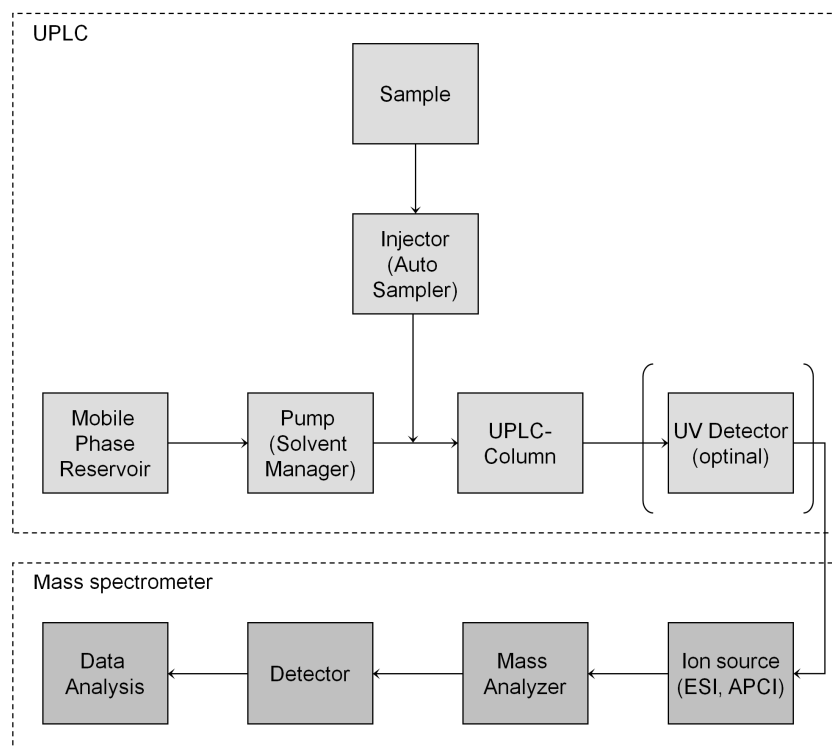 UPLC
Sample
Injector
(Auto
Sampler)
Mobile
Phase
Reservoir
Pump
(Solvent
Manager)
UPLC-
Column
UV Detector
(optinal)
Mass spectrometer
Data
Analysis
Detector
Mass
Analyzer
Ion source
(ESI, APCI)